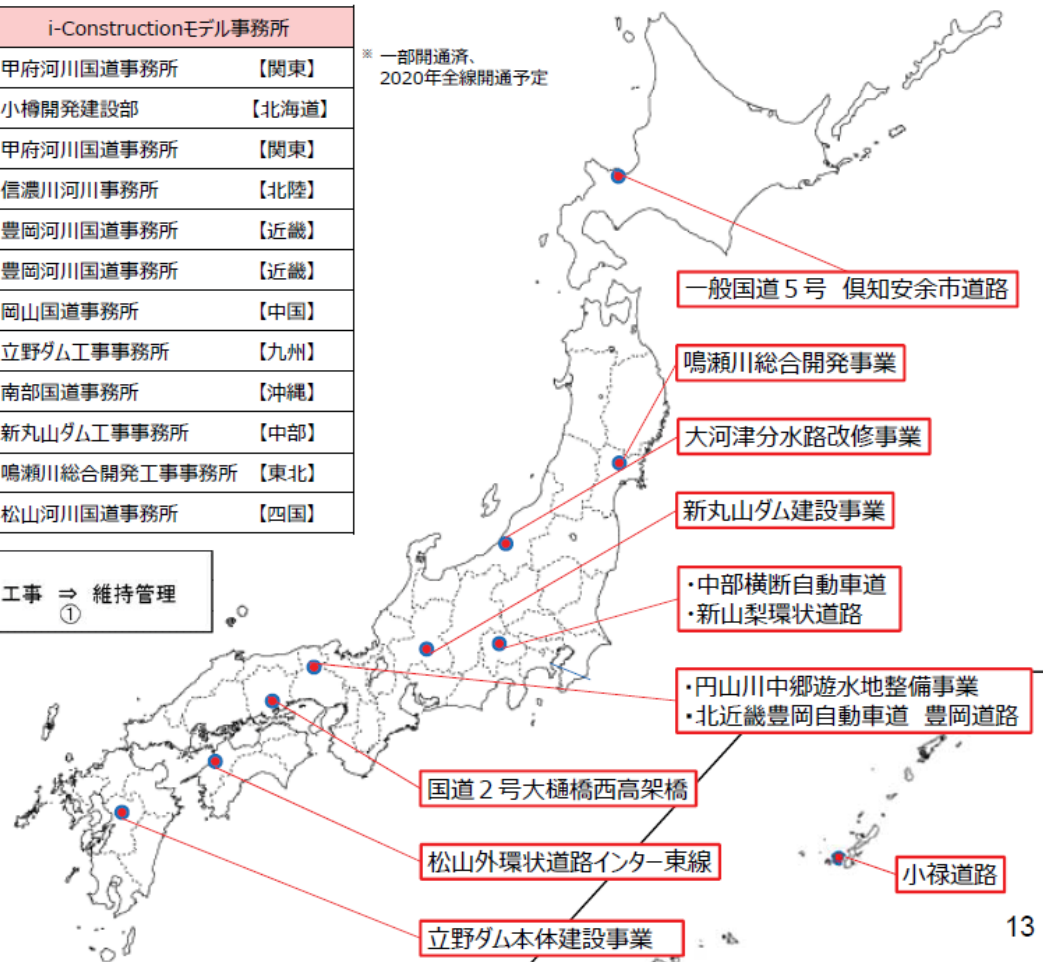 i-Constructionモデル事務所
甲府河川国道事務所 【関東】
小樽開発建設部 【北海道】
甲府河川国道事務所 【関東】
信濃川河川事務所 【北陸】
豊岡河川国道事務所 【近畿】
豊岡河川国道事務所 【近畿】
岡山国道事務所 【中国】
立野ダム工事事務所 【九州】
南部国道事務所 【沖縄】
新丸山ダム工事事務所 【中部】
鳴瀬川総合開発工事事務所 【東北】
松山河川国道事務所 【四国】
※ 一部開通済、
2020年全線開通予定
工事 ⇒ 維持管理
①
一般国道5号 倶知安余市道路
鳴瀬川総合開発事業
大河津分水路改修事業
新丸山ダム建設事業
・中部横断自動車道
・新山梨環状道路
・円山川中郷遊水地整備事業
・北近畿豊岡自動車道 豊岡道路
国道2号大樋橋西高架橋
松山外環状道路インター東線
小禄道路
立野ダム本体建設事業
13